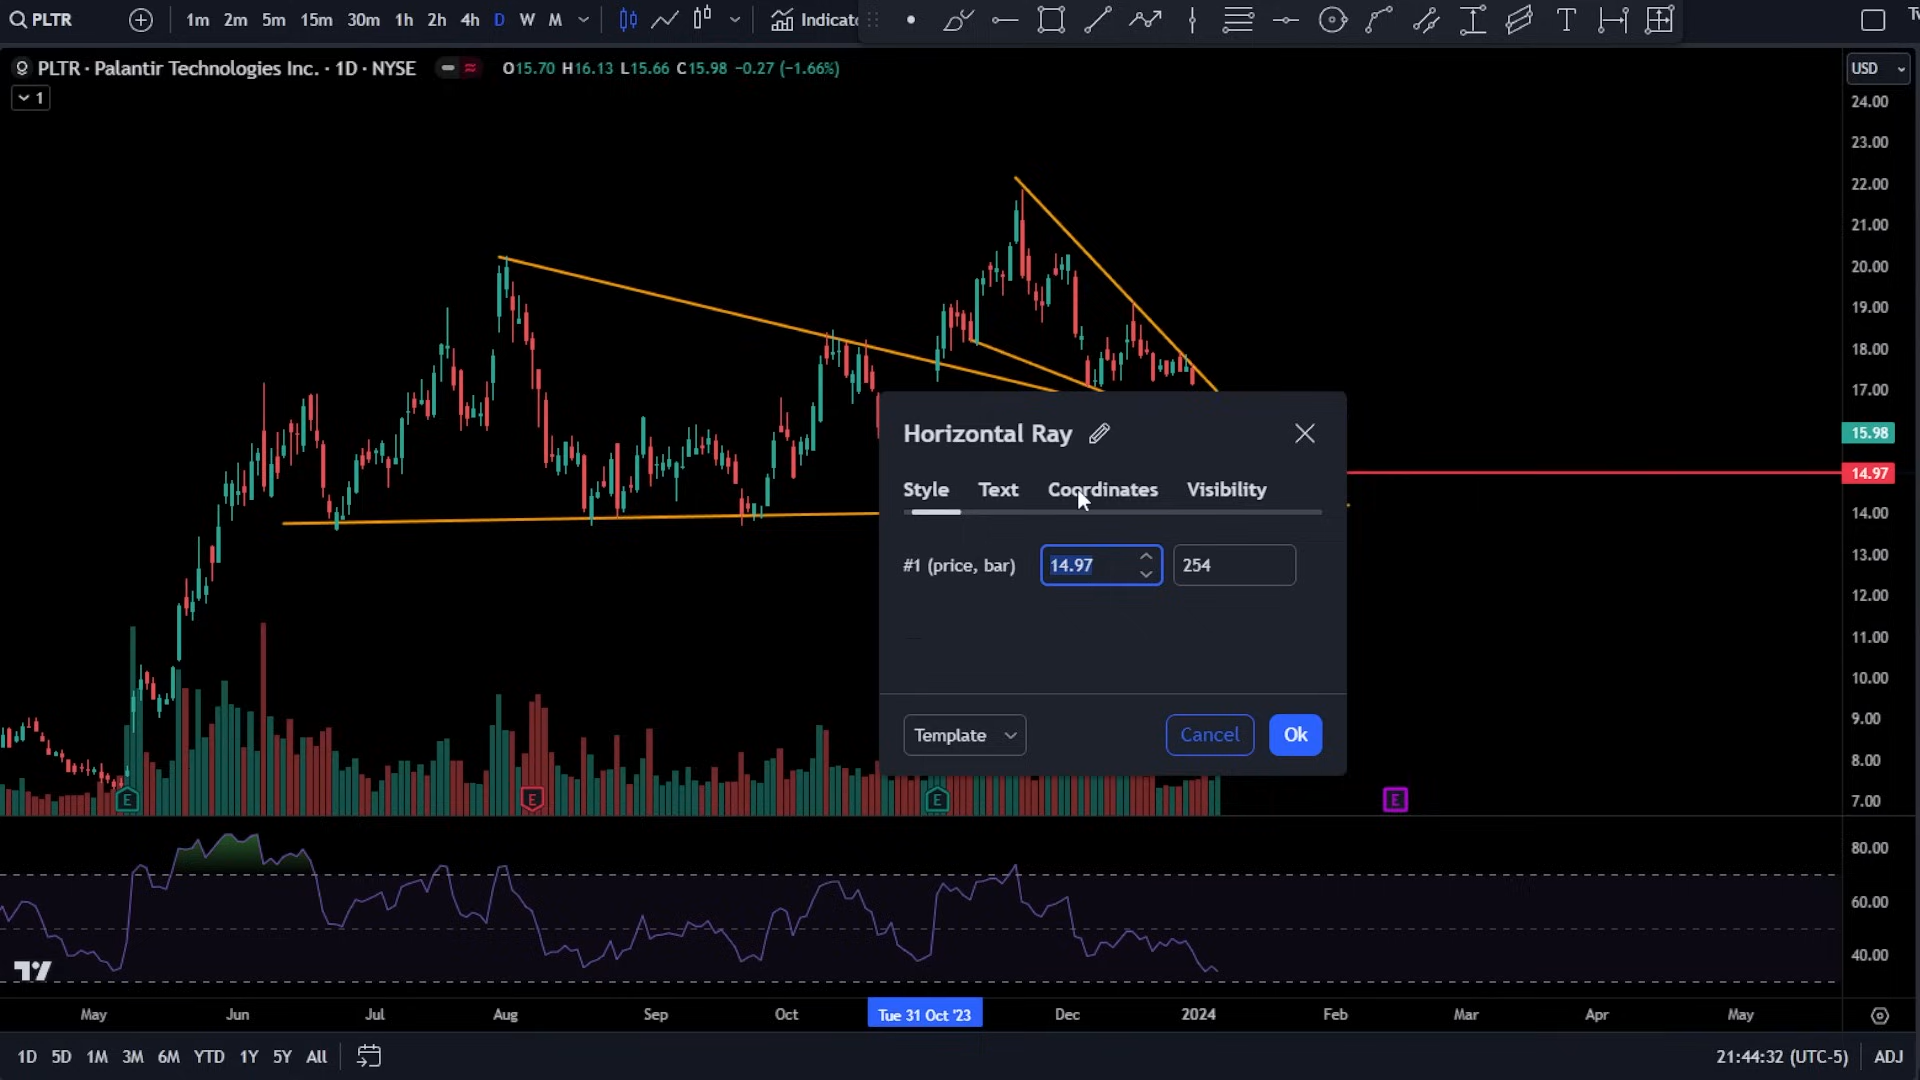 PLTR
1m 2m 5m 15m 30m 1h 2h 4h D W M
Indicato
PLTR · Palantir Technologies Inc. · 1D · NYSE
O15.70 H16.13 L15.66 C15.98 -0.27 (-1.66%)
1
USD
24.00
23.00
22.00
21.00
20.00
19.00
18.00
17.00
15.98
14.97
14.00
13.00
12.00
11.00
10.00
9.00
8.00
7.00
Horizontal Ray
Style Text Coordinates Visibility
#1 (price, bar) 14.97 254
Template Cancel Ok
E E E E
80.00
60.00
40.00
May Jun Jul Aug Sep Oct Tue 31 Oct '23 Dec 2024 Feb Mar Apr May
1D 5D 1M 3M 6M YTD 1Y 5Y All
21:44:32 (UTC-5) ADJ